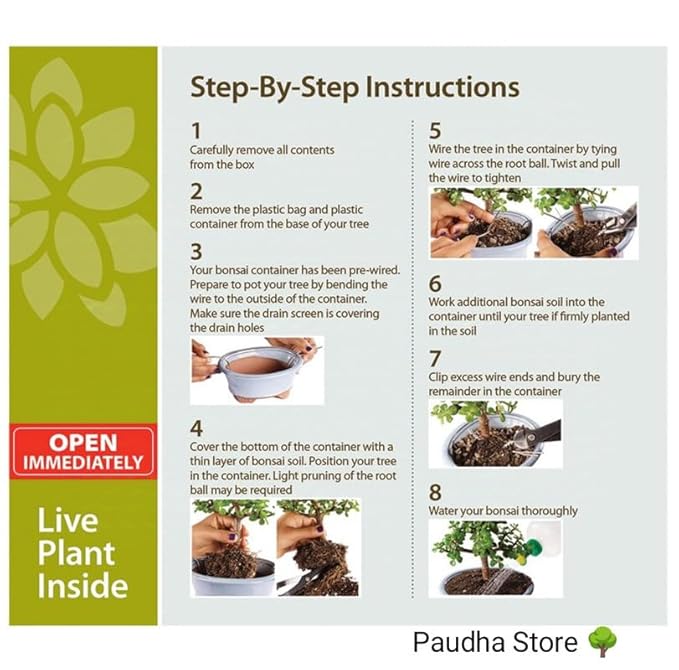 OPEN
IMMEDIATELY
Live
Plant
Inside
Step-By-Step Instructions
1
Carefully remove all contents
from the box
2
Remove the plastic bag and plastic
container from the base of your tree
3
Your bonsai container has been pre-wired.
Prepare to pot your tree by bending the
wire to the outside of the container.
Make sure the drain screen is covering
the drain holes
4
Cover the bottom of the container with a
thin layer of bonsai soil. Position your tree
in the container. Light pruning of the root
ball may be required
5
Wire the tree in the container by tying
wire across the root ball. Twist and pull
the wire to tighten
6
Work additional bonsai soil into the
container until your tree if firmly planted
in the soil
7
Clip excess wire ends and bury the
remainder in the container
8
Water your bonsai thoroughly
Paudha Store